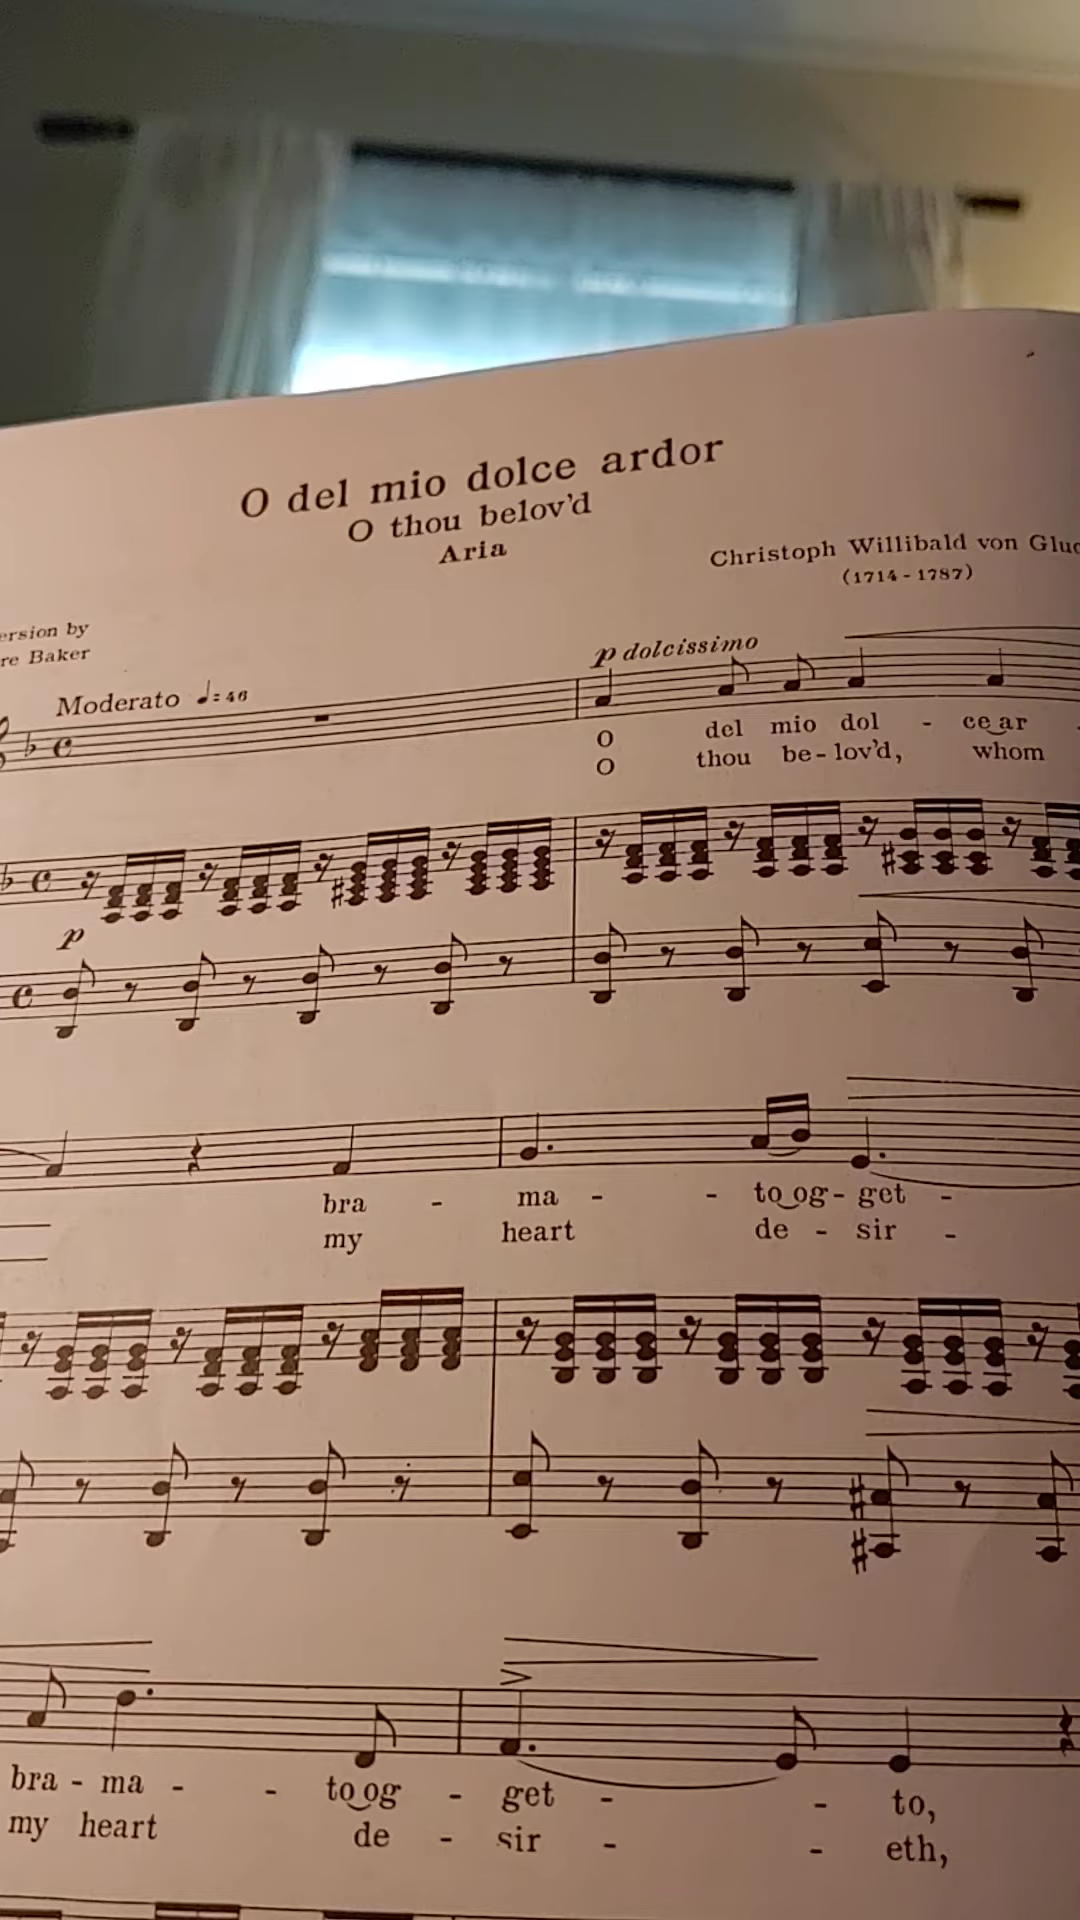 O del mio dolce ardor
O thou belov'd
Aria
Christoph Willibald von Gluc
(1714-1787)
ersion by
re Baker
Moderato ♩=46
p dolcissimo
O del mio dol - ce ar -
O thou be-lov'd, whom
p
bra - ma - - to og- get -
my heart de - sir -
bra - ma - - to og - get - - to,
my heart de - sir - - eth,